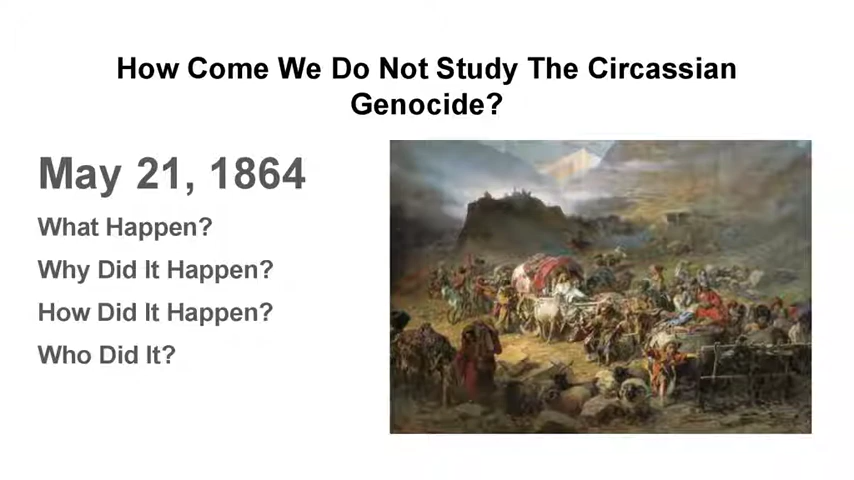 How Come We Do Not Study The Circassian
Genocide?
May 21, 1864
What Happen?
Why Did It Happen?
How Did It Happen?
Who Did It?